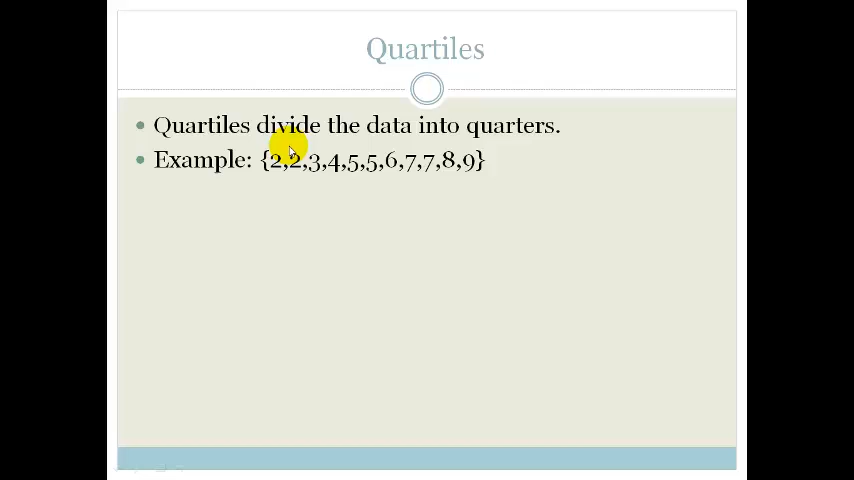 Quartiles
• Quartiles divide the data into quarters.
• Example: {2,2,3,4,5,5,6,7,7,8,9}